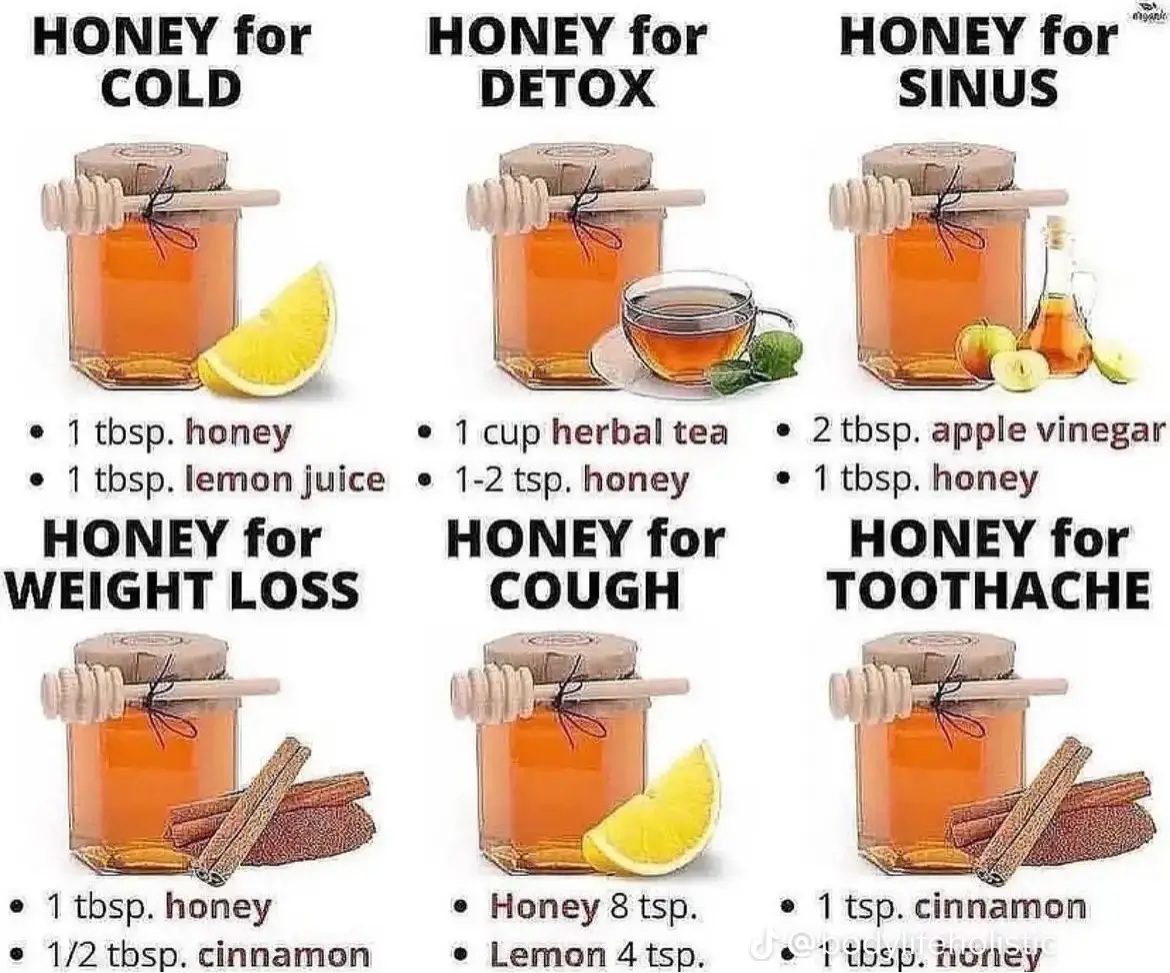 HONEY for
COLD
HONEY for
DETOX
HONEY for
SINUS
organic
• 1 tbsp. honey
• 1 tbsp. lemon juice
• 1 cup herbal tea
• 1-2 tsp. honey
• 2 tbsp. apple vinegar
• 1 tbsp. honey
HONEY for
WEIGHT LOSS
HONEY for
COUGH
HONEY for
TOOTHACHE
• 1 tbsp. honey
• 1/2 tbsp. cinnamon
• Honey 8 tsp.
• Lemon 4 tsp.
• 1 tsp. cinnamon
• 1 tbsp. honey
@bodylifeholistic